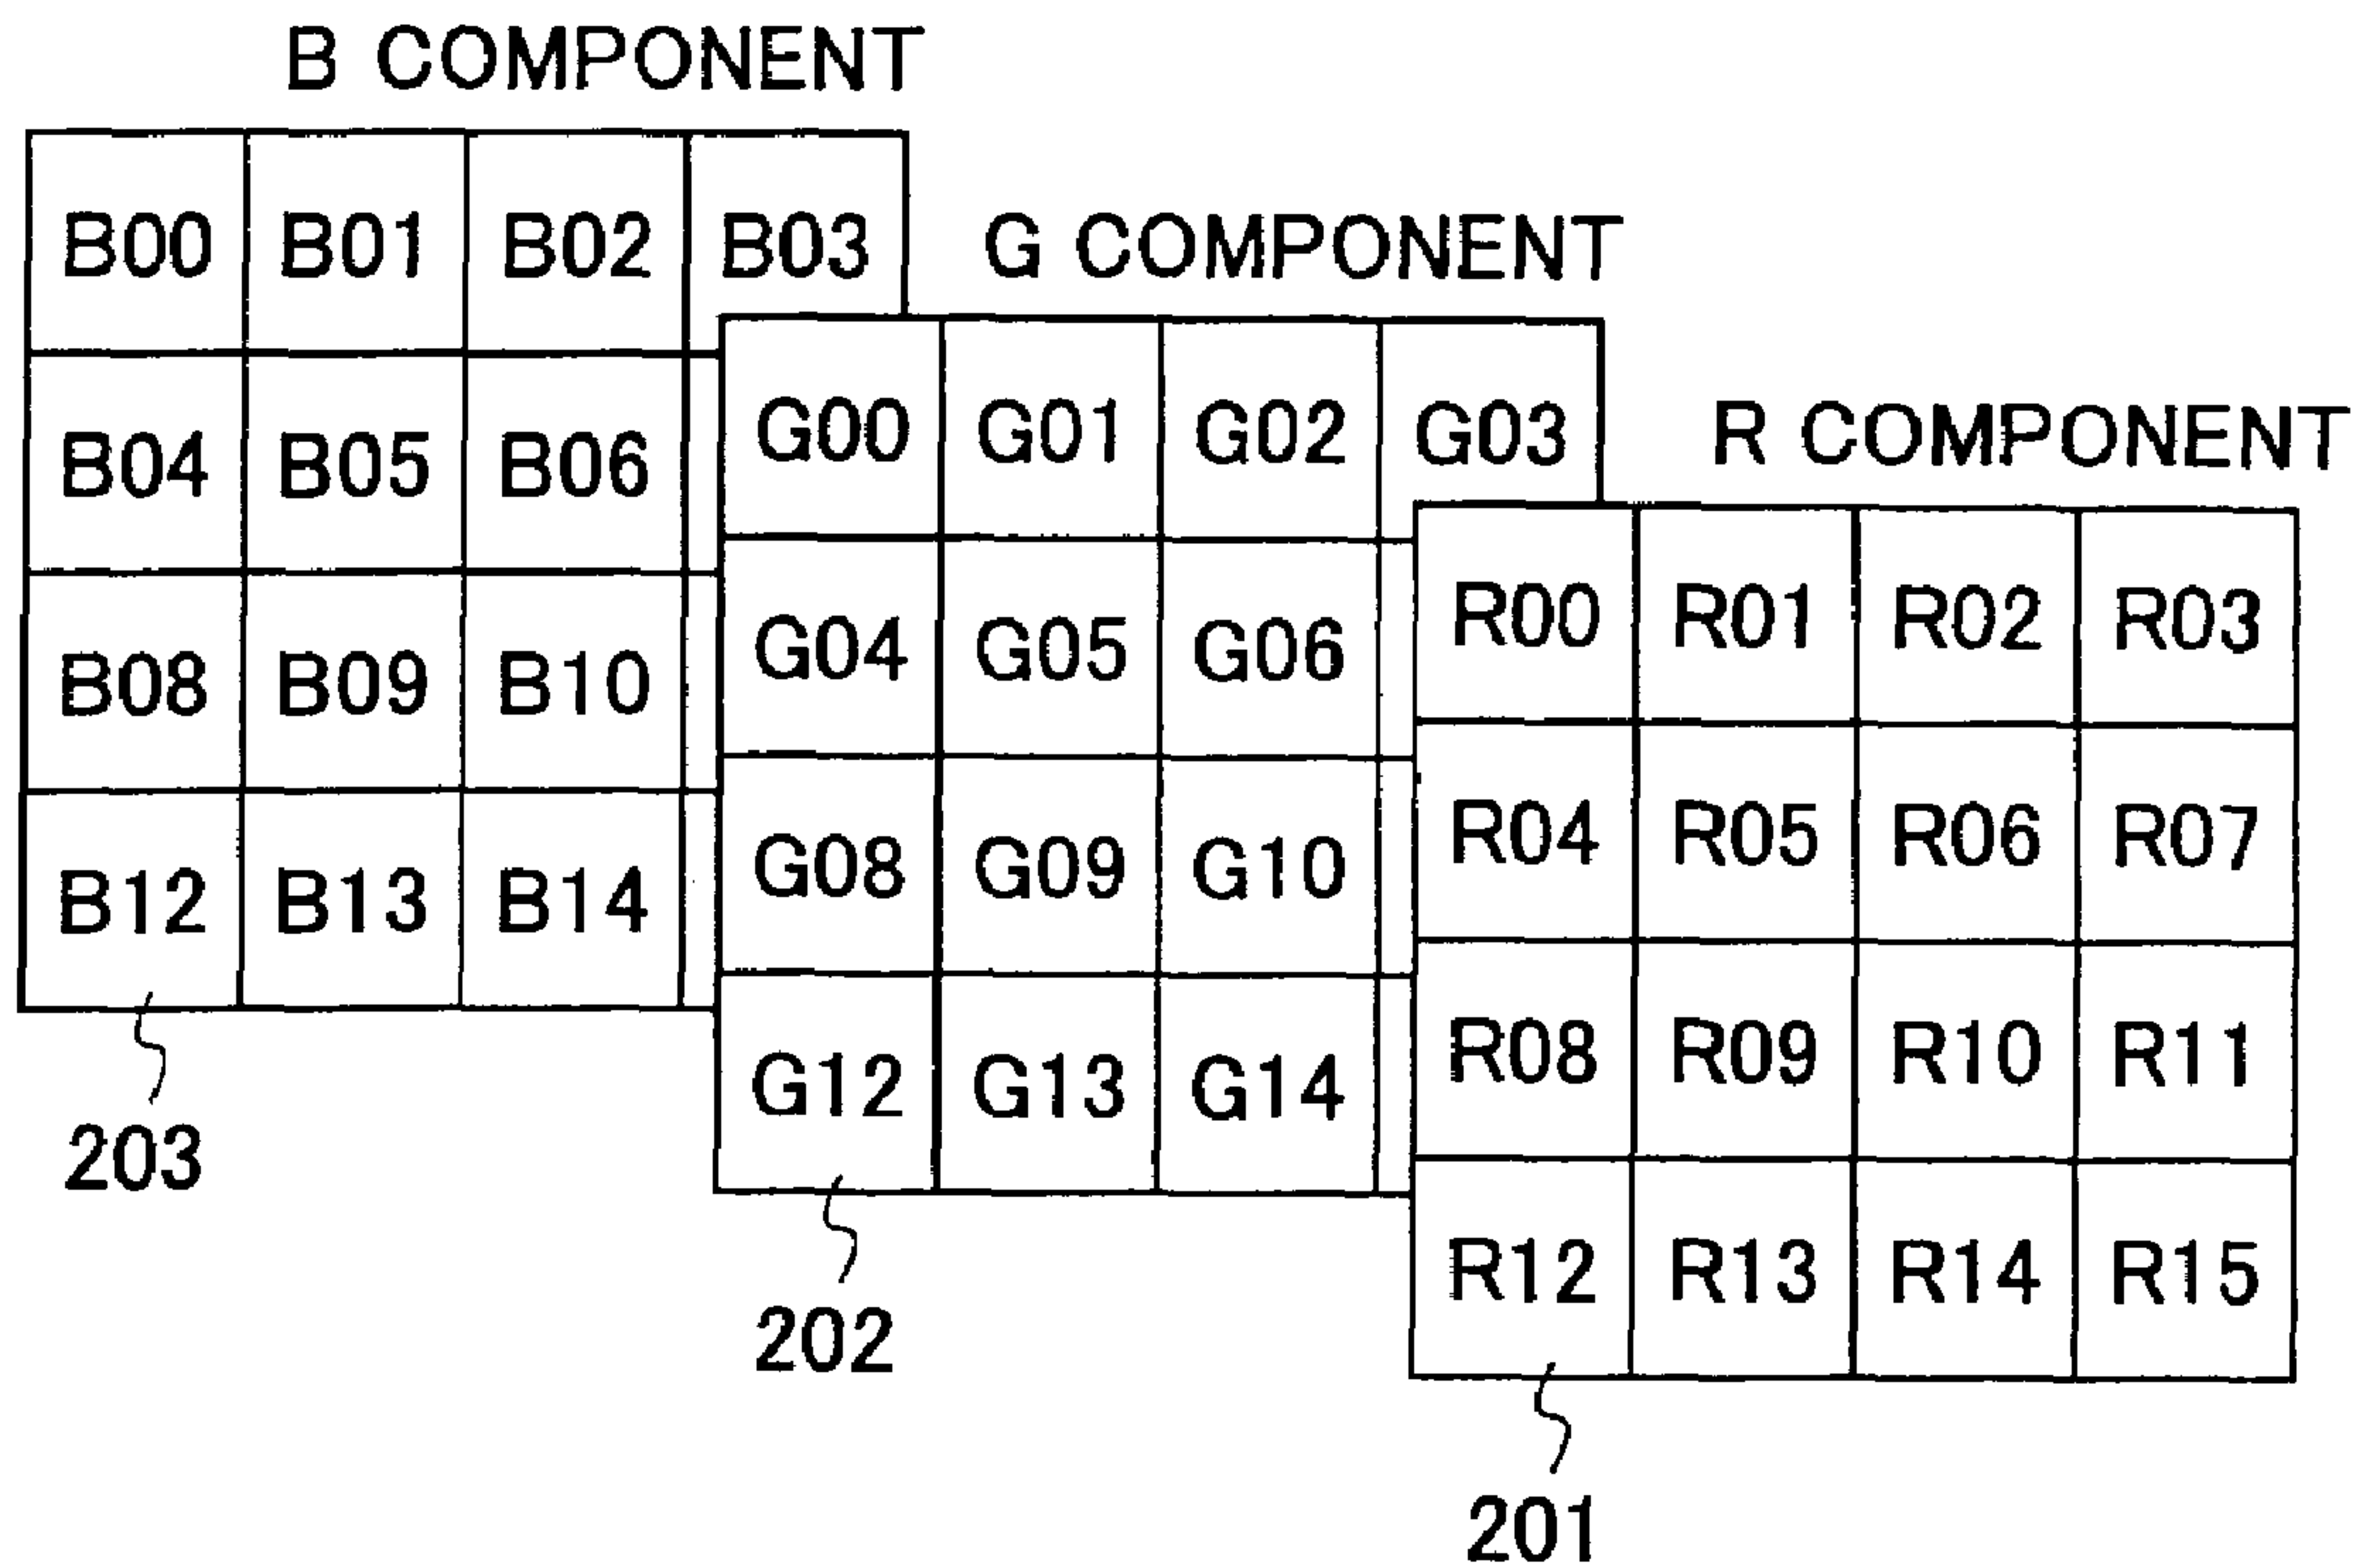 B COMPONENT
B00 B01 B02 B03
B04 B05 B06
B08 B09 B10
B12 B13 B14
203
G COMPONENT
G00 G01 G02 G03
G04 G05 G06
G08 G09 G10
G12 G13 G14
202
R COMPONENT
R00 R01 R02 R03
R04 R05 R06 R07
R08 R09 R10 R11
R12 R13 R14 R15
201